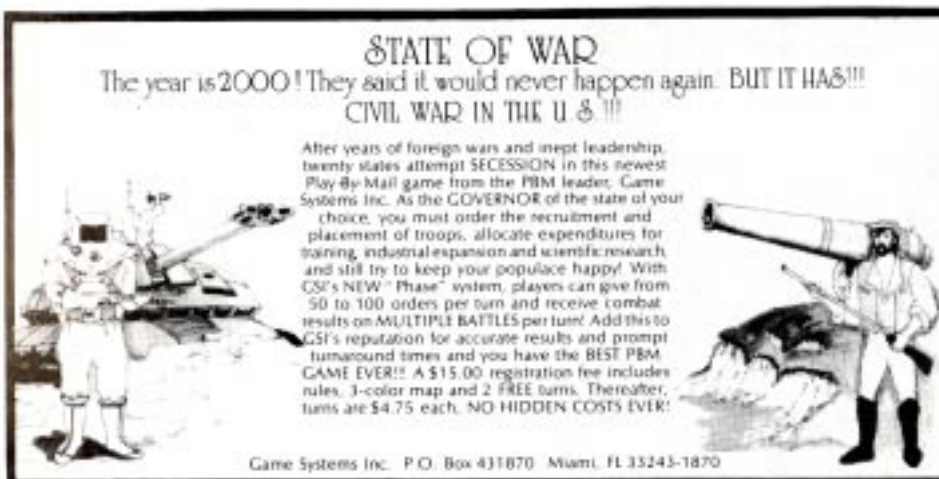 STATE OF WAR
The year is 2000! They said it would never happen again. BUT IT HAS!!!
CIVIL WAR IN THE U.S.!!!
After years of foreign wars and inept leadership,
twenty states attempt SECESSION in this newest
Play-By-Mail game from the PBM leader, Game
Systems Inc. As the GOVERNOR of the state of your
choice, you must order the recruitment and
placement of troops, allocate expenditures for
training, industrial expansion and scientific research,
and still try to keep your populace happy! With
GSI's NEW "Phase" system, players can give from
50 to 100 orders per turn and receive combat
results on MULTIPLE BATTLES per turn! Add this to
GSI's reputation for accurate results and prompt
turnaround times and you have the BEST PBM
GAME EVER!! A $15.00 registration fee includes
rules, 3-color map and 2 FREE turns. Thereafter,
turns are $4.75 each. NO HIDDEN COSTS EVER!
Game Systems Inc. P.O. Box 431870 Miami, FL 33243-1870